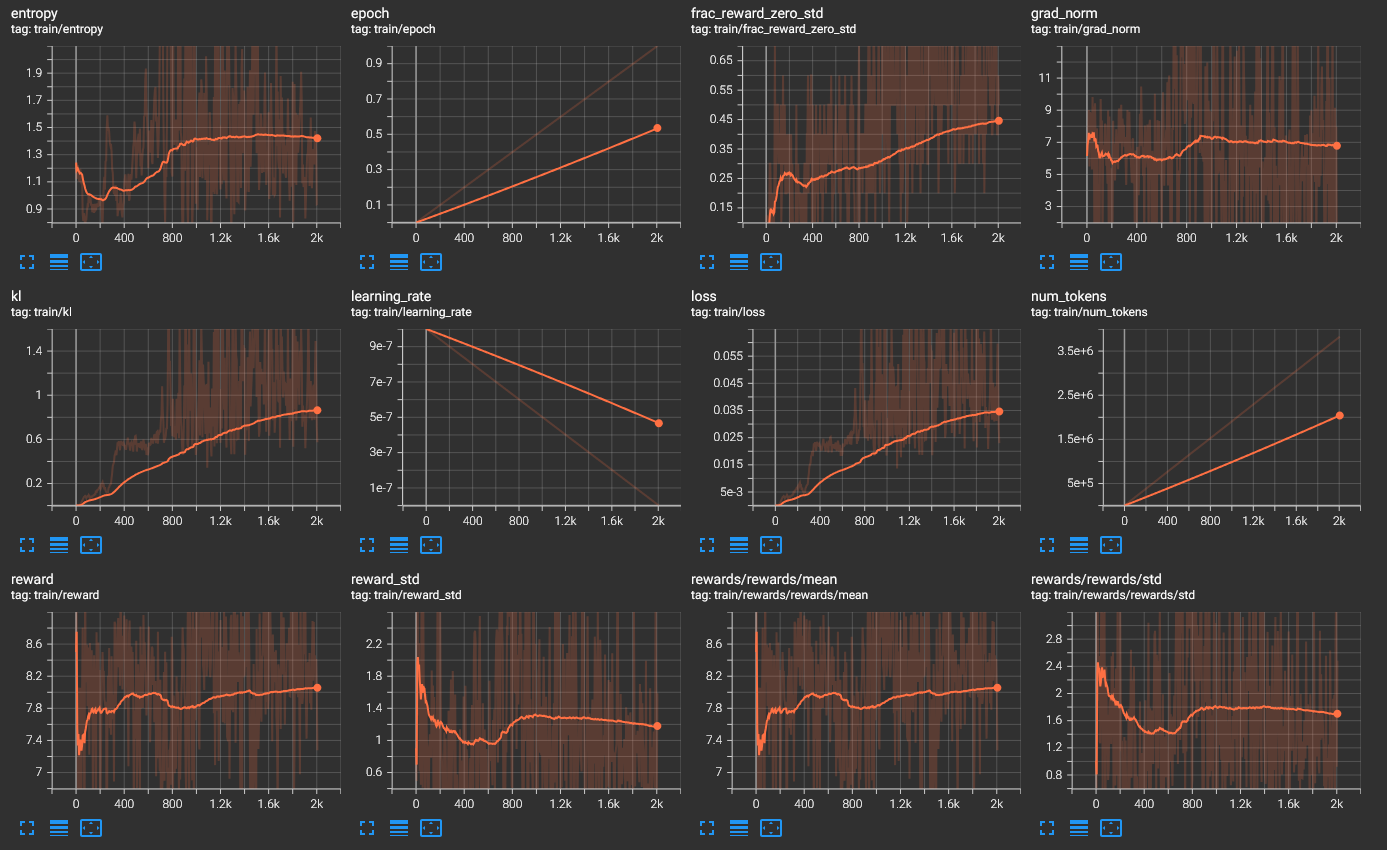 entropy
tag: train/entropy
1.9
1.7
1.5
1.3
1.1
0.9
0 400 800 1.2k 1.6k 2k
epoch
tag: train/epoch
0.9
0.7
0.5
0.3
0.1
0 400 800 1.2k 1.6k 2k
frac_reward_zero_std
tag: train/frac_reward_zero_std
0.65
0.55
0.45
0.35
0.25
0.15
0 400 800 1.2k 1.6k 2k
grad_norm
tag: train/grad_norm
11
9
7
5
3
0 400 800 1.2k 1.6k 2k
kl
tag: train/kl
1.4
1
0.6
0.2
0 400 800 1.2k 1.6k 2k
learning_rate
tag: train/learning_rate
9e-7
7e-7
5e-7
3e-7
1e-7
0 400 800 1.2k 1.6k 2k
loss
tag: train/loss
0.055
0.045
0.035
0.025
0.015
5e-3
0 400 800 1.2k 1.6k 2k
num_tokens
tag: train/num_tokens
3.5e+6
2.5e+6
1.5e+6
5e+5
0 400 800 1.2k 1.6k 2k
reward
tag: train/reward
8.6
8.2
7.8
7.4
7
0 400 800 1.2k 1.6k 2k
reward_std
tag: train/reward_std
2.2
1.8
1.4
1
0.6
0 400 800 1.2k 1.6k 2k
rewards/rewards/mean
tag: train/rewards/rewards/mean
8.6
8.2
7.8
7.4
7
0 400 800 1.2k 1.6k 2k
rewards/rewards/std
tag: train/rewards/rewards/std
2.8
2.4
2
1.6
1.2
0.8
0 400 800 1.2k 1.6k 2k